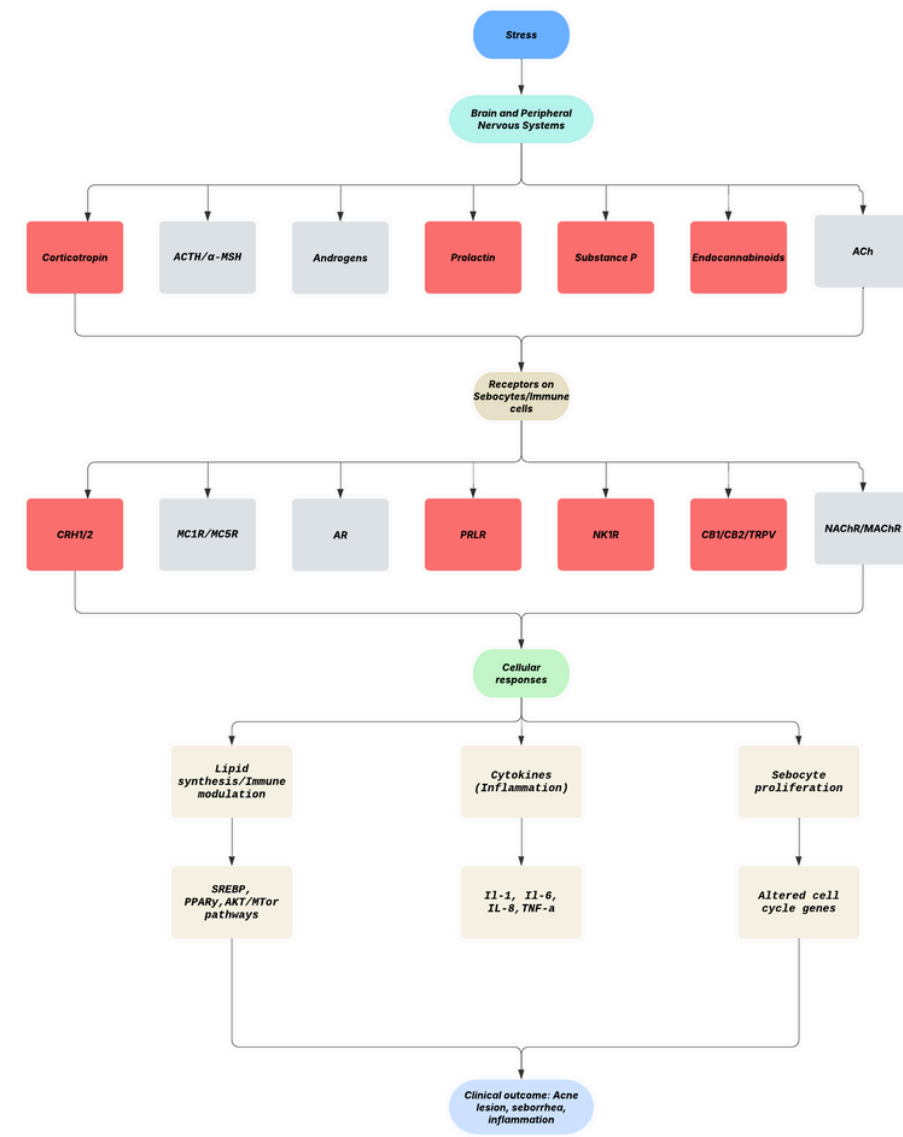 Stress
Brain and Peripheral
Nervous Systems
Corticotropin
ACTH/α-MSH
Androgens
Prolactin
Substance P
Endocannabinoids
ACh
Receptors on
Sebocytes/Immune
cells
CRH1/2
MC1R/MC5R
AR
PRLR
NK1R
CB1/CB2/TRPV
NAChR/MAChR
Cellular
responses
Lipid
synthesis/Immune
modulation
Cytokines
(Inflammation)
Sebocyte
proliferation
SREBP,
PPARy,AKT/MTor
pathways
Il-1, Il-6,
IL-8,TNF-a
Altered cell
cycle genes
Clinical outcome: Acne
lesion, seborrhea,
inflammation